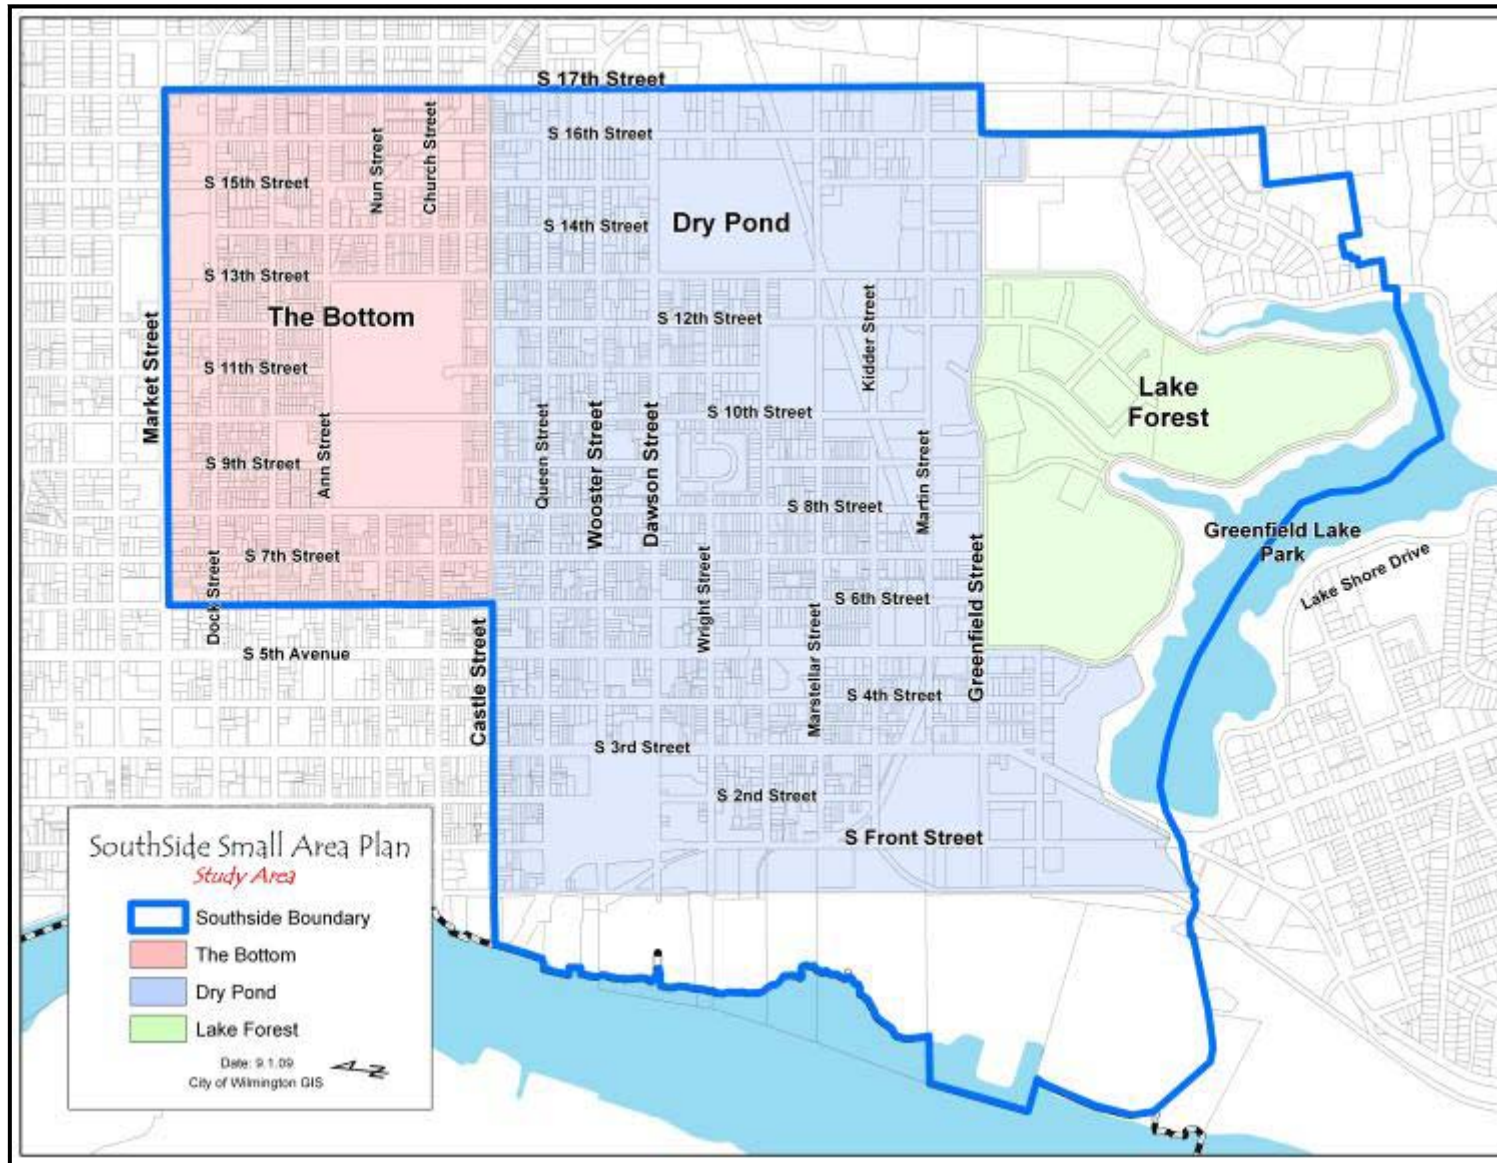 S 17th Street
S 16th Street
Nun Street
Church Street
S 15th Street
S 14th Street
Dry Pond
S 13th Street
The Bottom
S 12th Street
Kidder Street
Market Street
S 11th Street
Lake
Forest
S 10th Street
Ann Street
Queen Street
Wooster Street
Dawson Street
Martin Street
S 9th Street
S 8th Street
Greenfield Lake
Park
Lake Shore Drive
S 7th Street
Dock Street
Wright Street
S 6th Street
Greenfield Street
S 5th Avenue
Castle Street
Marstellar Street
S 4th Street
S 3rd Street
S 2nd Street
S Front Street
SouthSide Small Area Plan
Study Area
Southside Boundary
The Bottom
Dry Pond
Lake Forest
Date: 9.1.09
City of Wilmington GIS
N